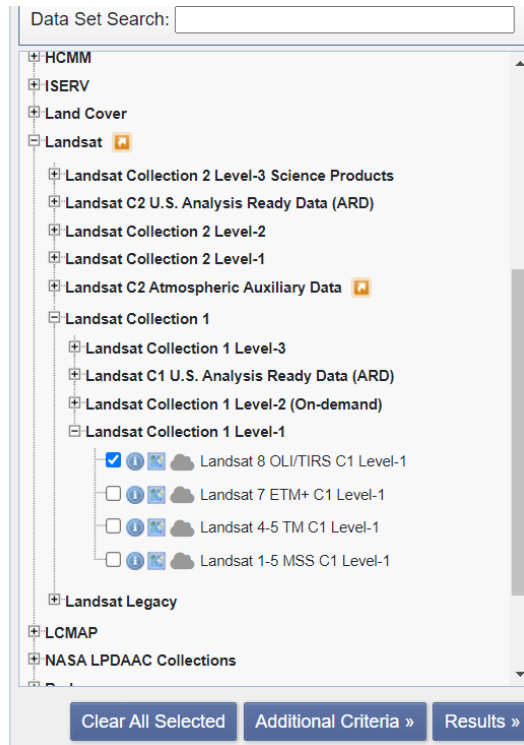 Data Set Search:
HCMM
ISERV
Land Cover
Landsat
Landsat Collection 2 Level-3 Science Products
Landsat C2 U.S. Analysis Ready Data (ARD)
Landsat Collection 2 Level-2
Landsat Collection 2 Level-1
Landsat C2 Atmospheric Auxiliary Data
Landsat Collection 1
Landsat Collection 1 Level-3
Landsat C1 U.S. Analysis Ready Data (ARD)
Landsat Collection 1 Level-2 (On-demand)
Landsat Collection 1 Level-1
Landsat 8 OLI/TIRS C1 Level-1
Landsat 7 ETM+ C1 Level-1
Landsat 4-5 TM C1 Level-1
Landsat 1-5 MSS C1 Level-1
Landsat Legacy
LCMAP
NASA LPDAAC Collections
Clear All Selected Additional Criteria » Results »